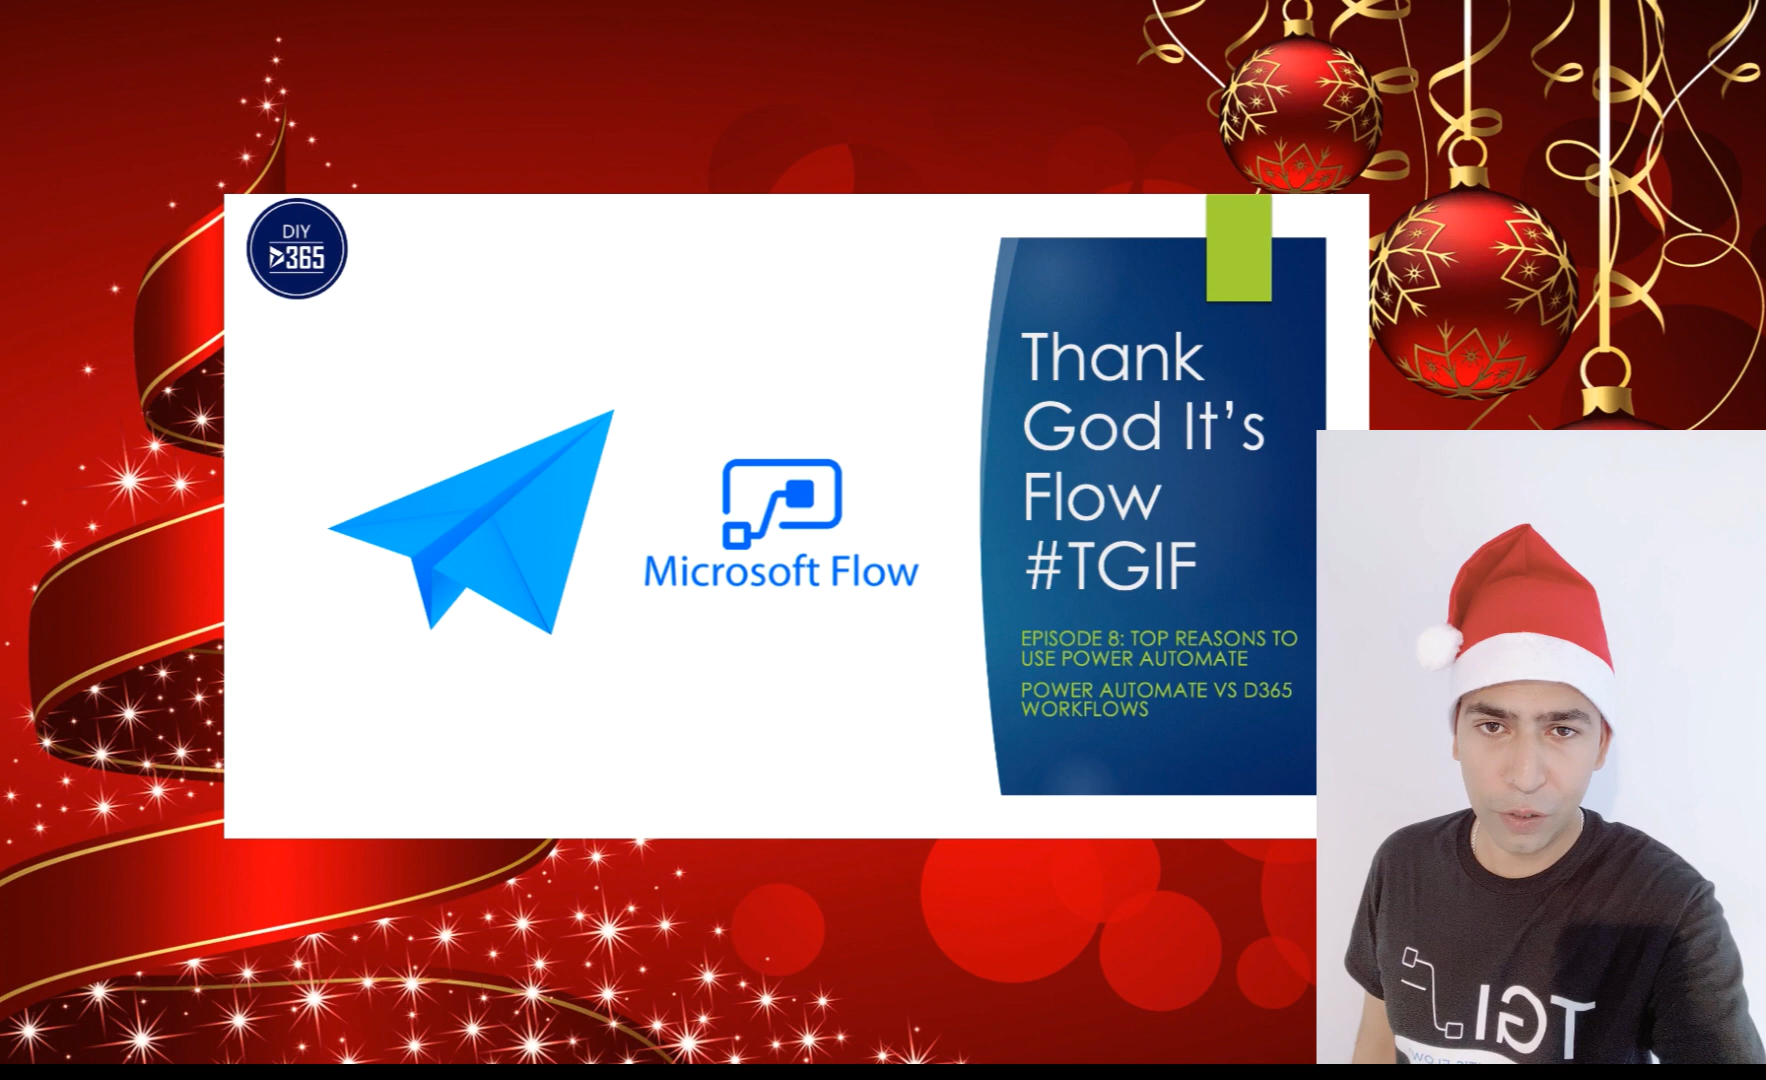 DIY
365
Thank
God It's
Flow
#TGIF
Microsoft Flow
EPISODE 8: TOP REASONS TO
USE POWER AUTOMATE
POWER AUTOMATE VS D365
WORKFLOWS
TGI